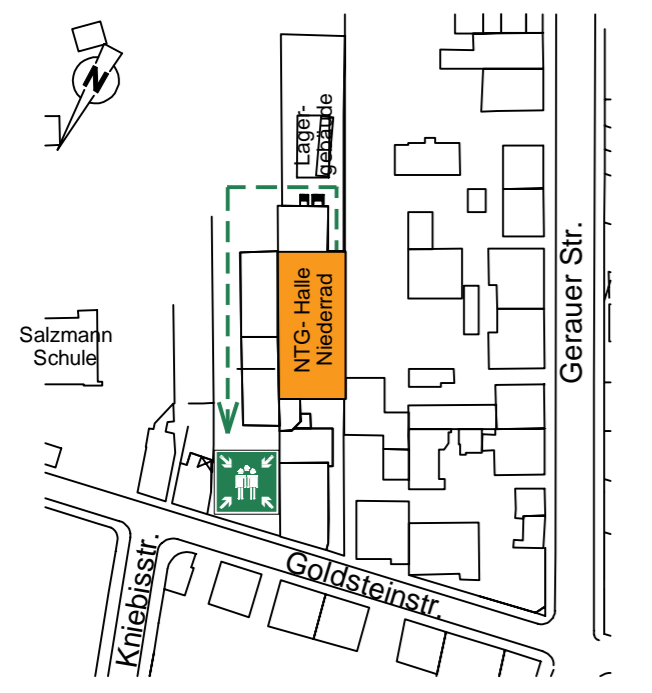 N
Lager-
gebäude
NTG- Halle
Niederrad
Gerauer Str.
Salzmann
Schule
Goldsteinstr.
Kniebisstr.